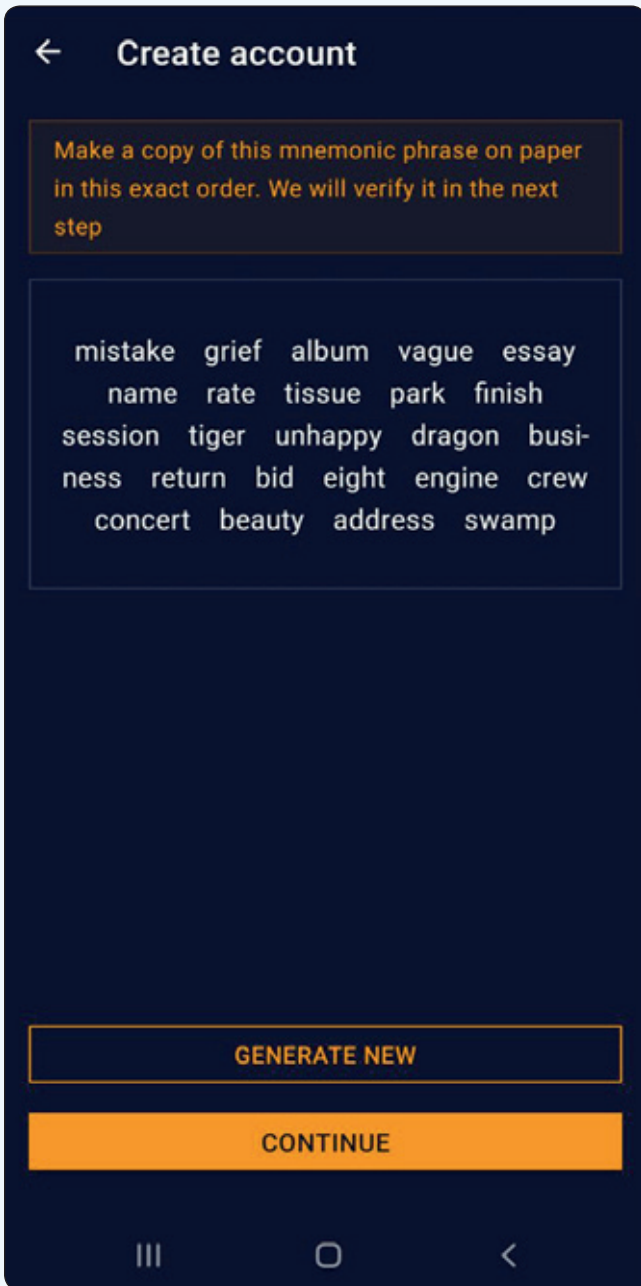 Create account
Make a copy of this mnemonic phrase on paper
in this exact order. We will verify it in the next
step
mistake grief album vague essay
name rate tissue park finish
session tiger unhappy dragon busi-
ness return bid eight engine crew
concert beauty address swamp
GENERATE NEW
CONTINUE